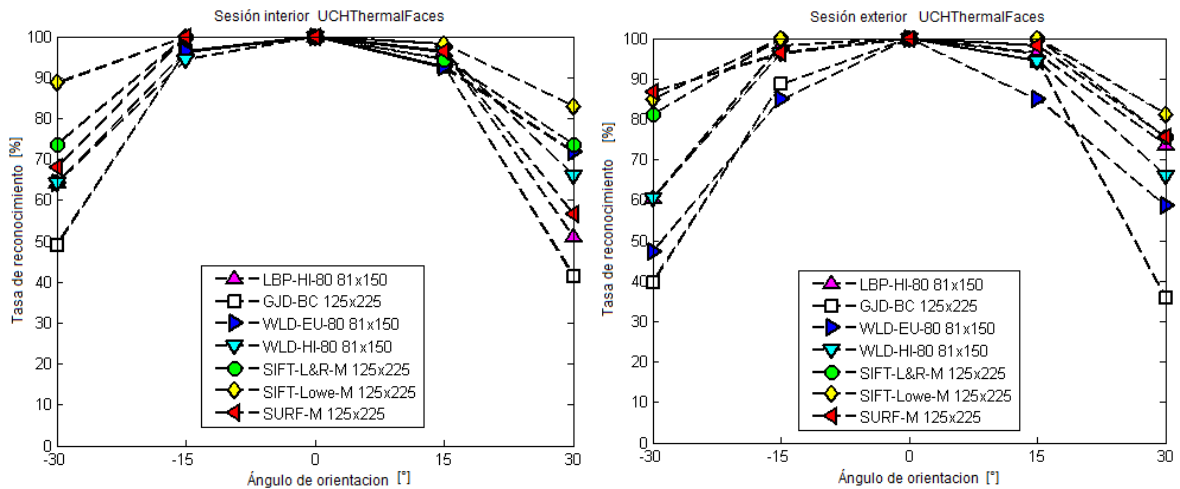 Sesión interior UCHThermalFaces
Tasa de reconocimiento [%]
100
90
80
70
60
50
40
30
20
10
0
-30
-15
0
15
30
Ángulo de orientacion [°]
LBP-HI-80 81x150
GJD-BC 125x225
WLD-EU-80 81x150
WLD-HI-80 81x150
SIFT-L&R-M 125x225
SIFT-Lowe-M 125x225
SURF-M 125x225
Sesión exterior UCHThermalFaces
Tasa de reconocimiento [%]
100
90
80
70
60
50
40
30
20
10
0
-30
-15
0
15
30
Ángulo de orientacion [°]
LBP-HI-80 81x150
GJD-BC 125x225
WLD-EU-80 81x150
WLD-HI-80 81x150
SIFT-L&R-M 125x225
SIFT-Lowe-M 125x225
SURF-M 125x225